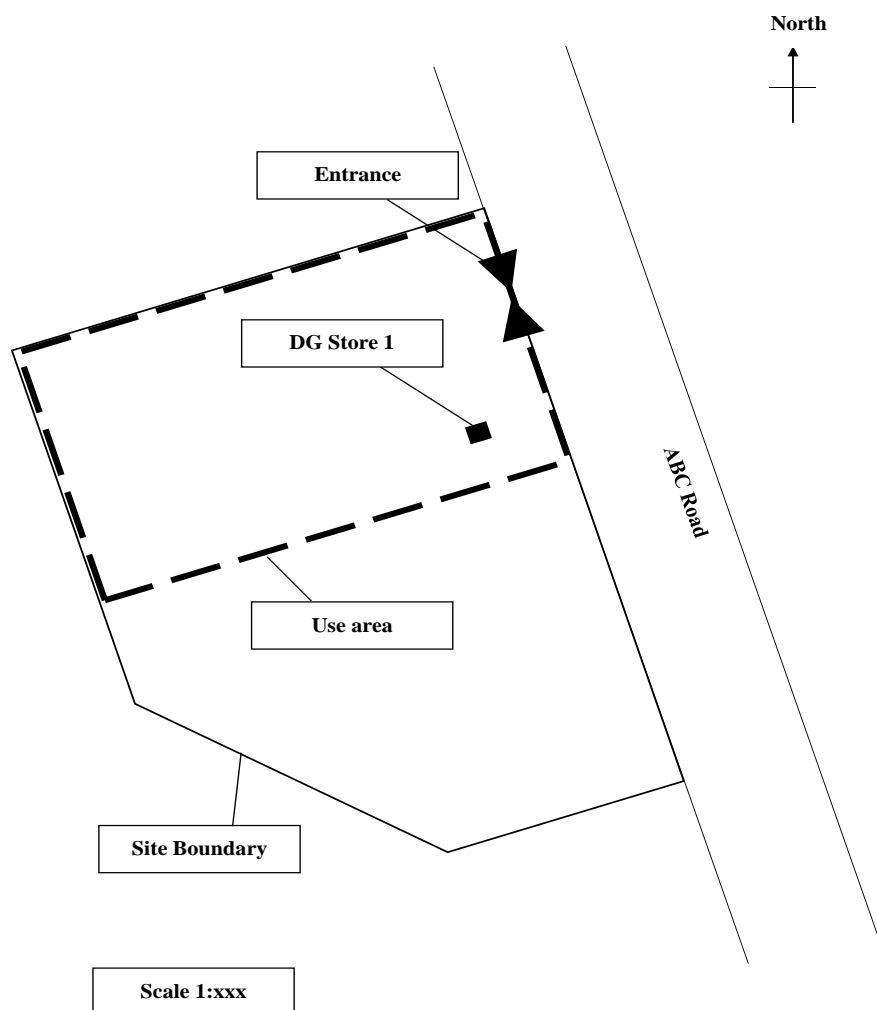 North
Entrance
DG Store 1
ABC Road
Use area
Site Boundary
Scale 1:xxx